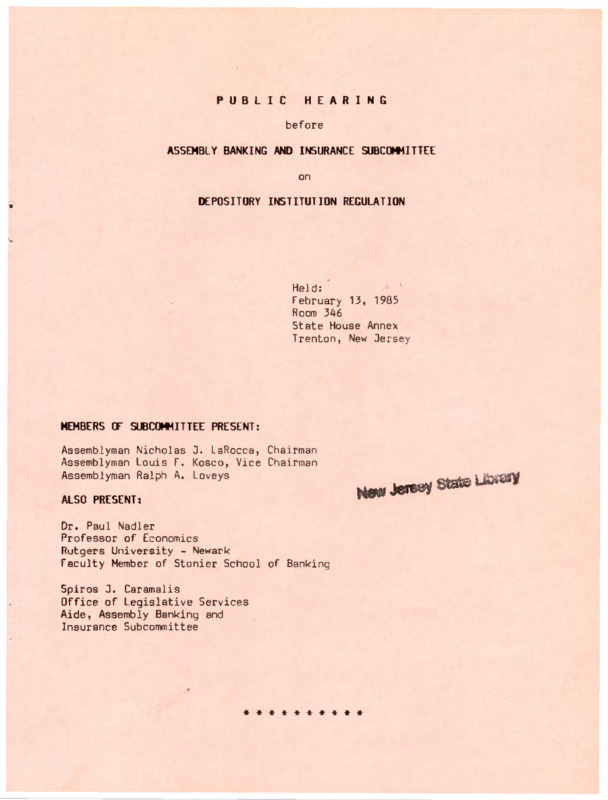 PUBLIC HEARING
before
ASSEMBLY BANKING AND INSURANCE SUBCOMMITTEE
on
DEPOSITORY INSTITUTION REGULATION
Held:
February 13, 1985
Room 346
State House Annex
Trenton, New Jersey
MEMBERS OF SUBCOMMITTEE PRESENT:
Assemblyman Nicholas J. LaRocca, Chairman
Assemblyman Louis F. Kosco, Vice Chairman
Assemblyman Ralph A. Loveys
New Jersey State Library
ALSO PRESENT:
Dr. Paul Nadler
Professor of Economics
Rutgers University - Newark
Faculty Member of Stonier School of Banking
Spiros J. Caramalis
Office of Legislative Services
Aide, Assembly Banking and
Insurance Subcommittee
* * * * * * * * * *